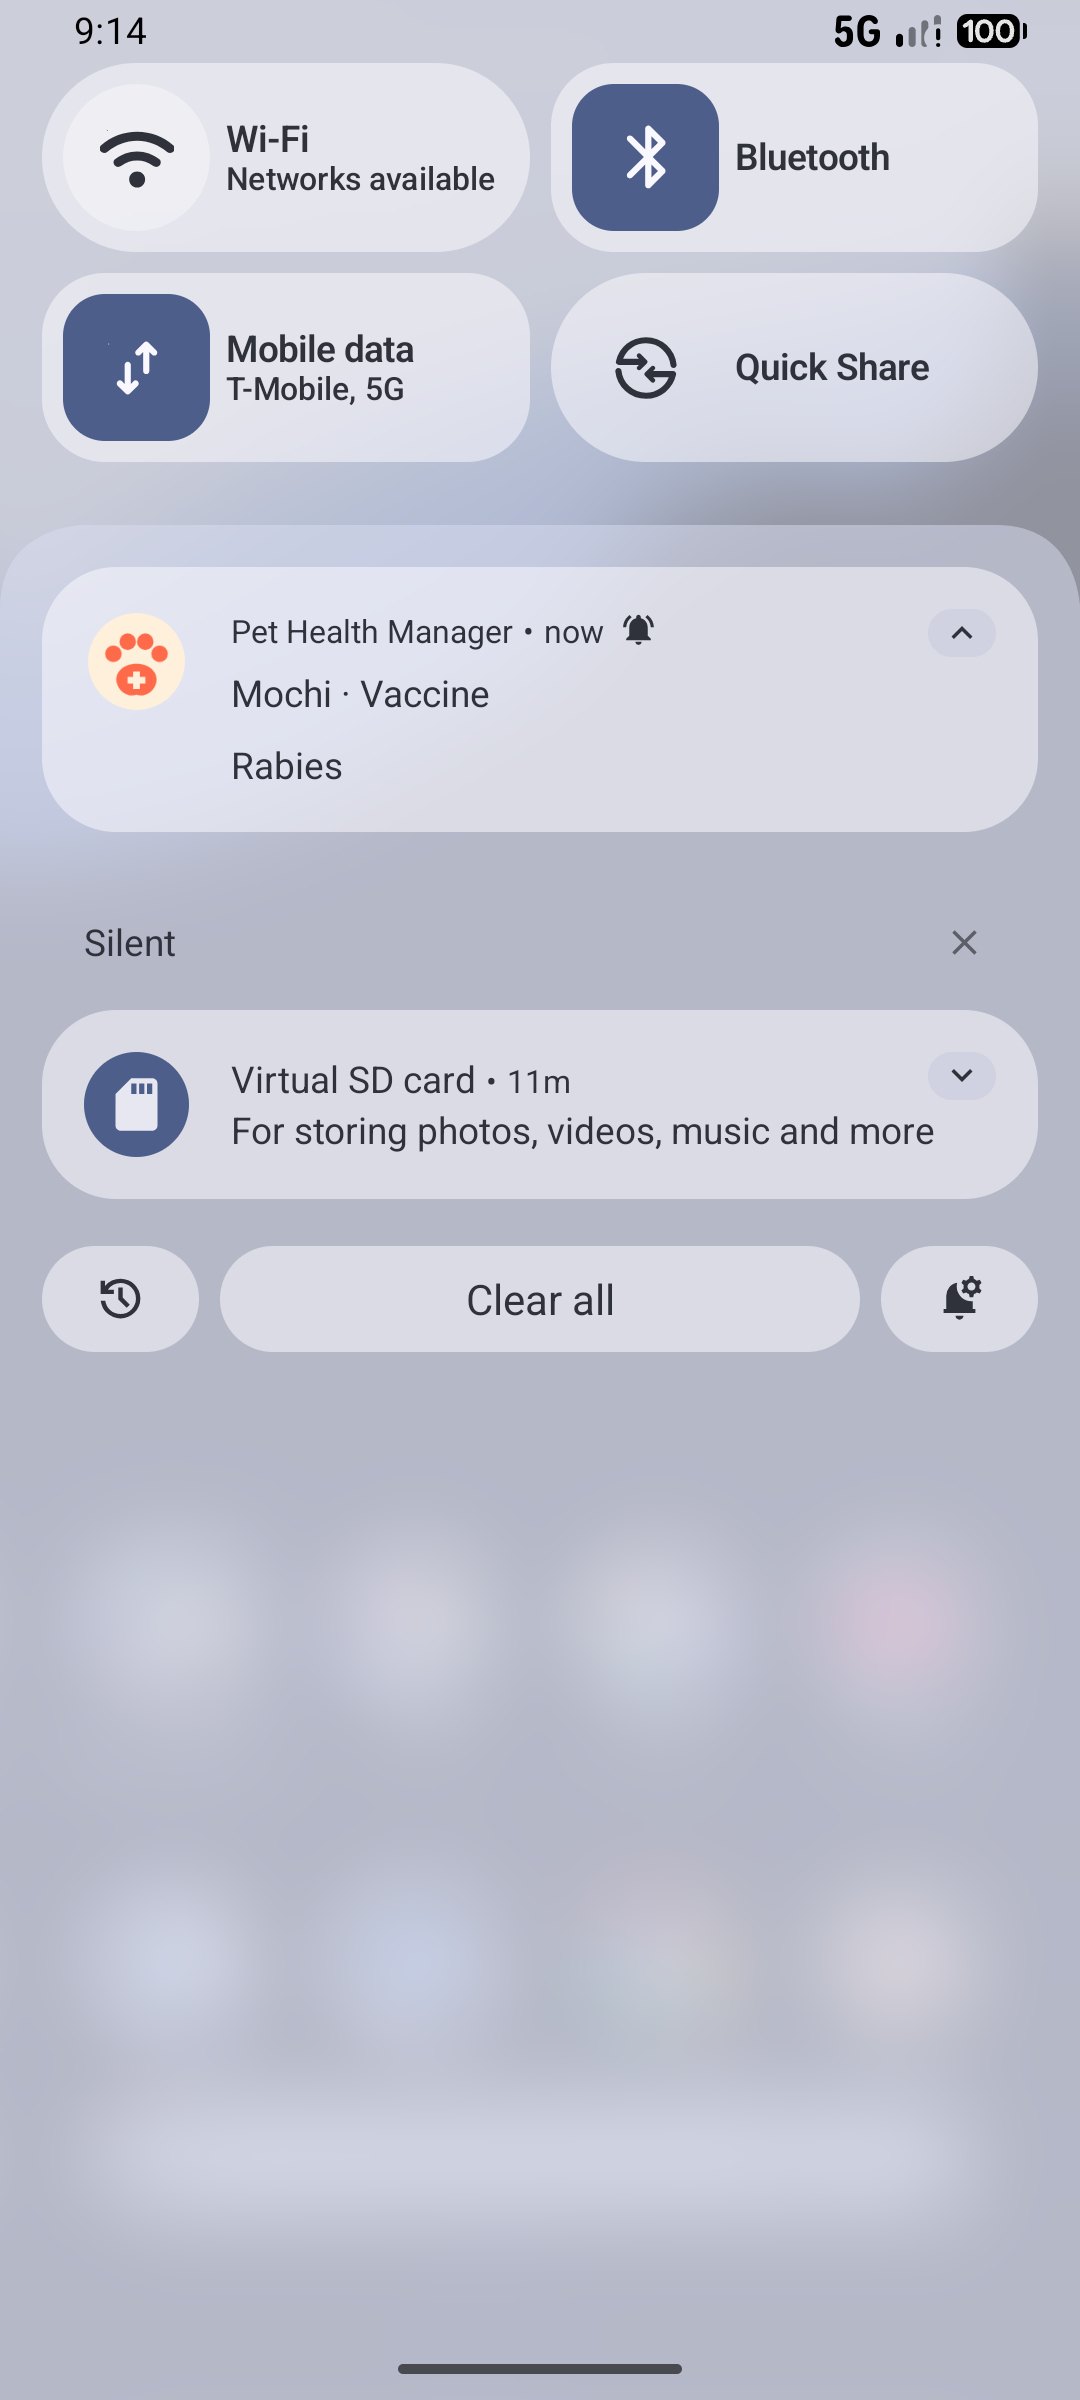 9:14
5G 100
Wi-Fi
Networks available
Bluetooth
Mobile data
T-Mobile, 5G
Quick Share
Pet Health Manager • now
Mochi · Vaccine
Rabies
Silent
Virtual SD card • 11m
For storing photos, videos, music and more
Clear all